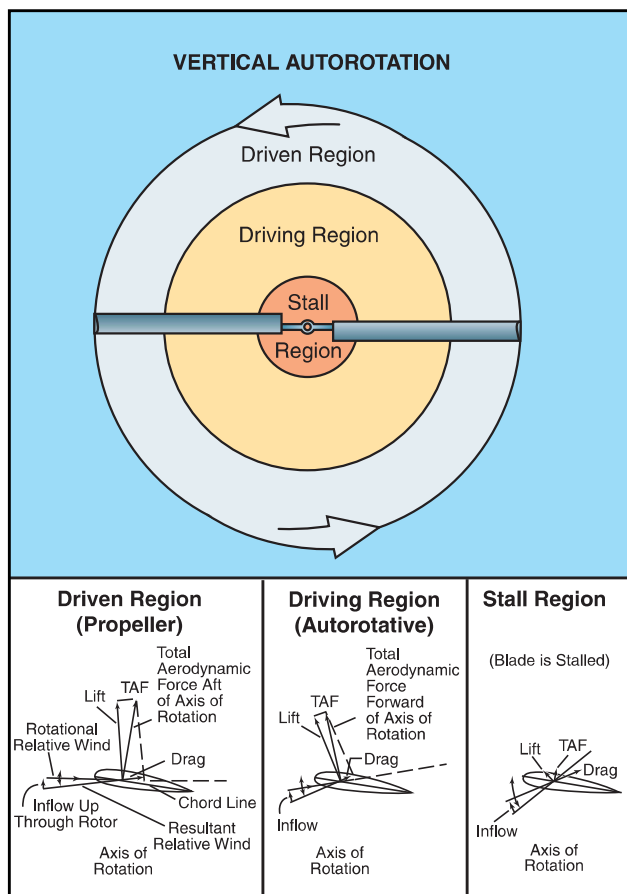 VERTICAL AUTOROTATION
Driven Region
Driving Region
Stall
Region
Driven Region
(Propeller)
Total
Aerodynamic
Force Aft
of Axis of
Rotation
TAF
Lift
Rotational
Relative Wind
Drag
Chord Line
Inflow Up
Through Rotor
Resultant
Relative Wind
Axis of
Rotation
Driving Region
(Autorotative)
Total
Aerodynamic
Force
Forward
of Axis of
Rotation
TAF
Lift
Drag
Inflow
Axis of
Rotation
Stall Region
(Blade is Stalled)
TAF
Lift
Drag
Inflow
Axis of
Rotation